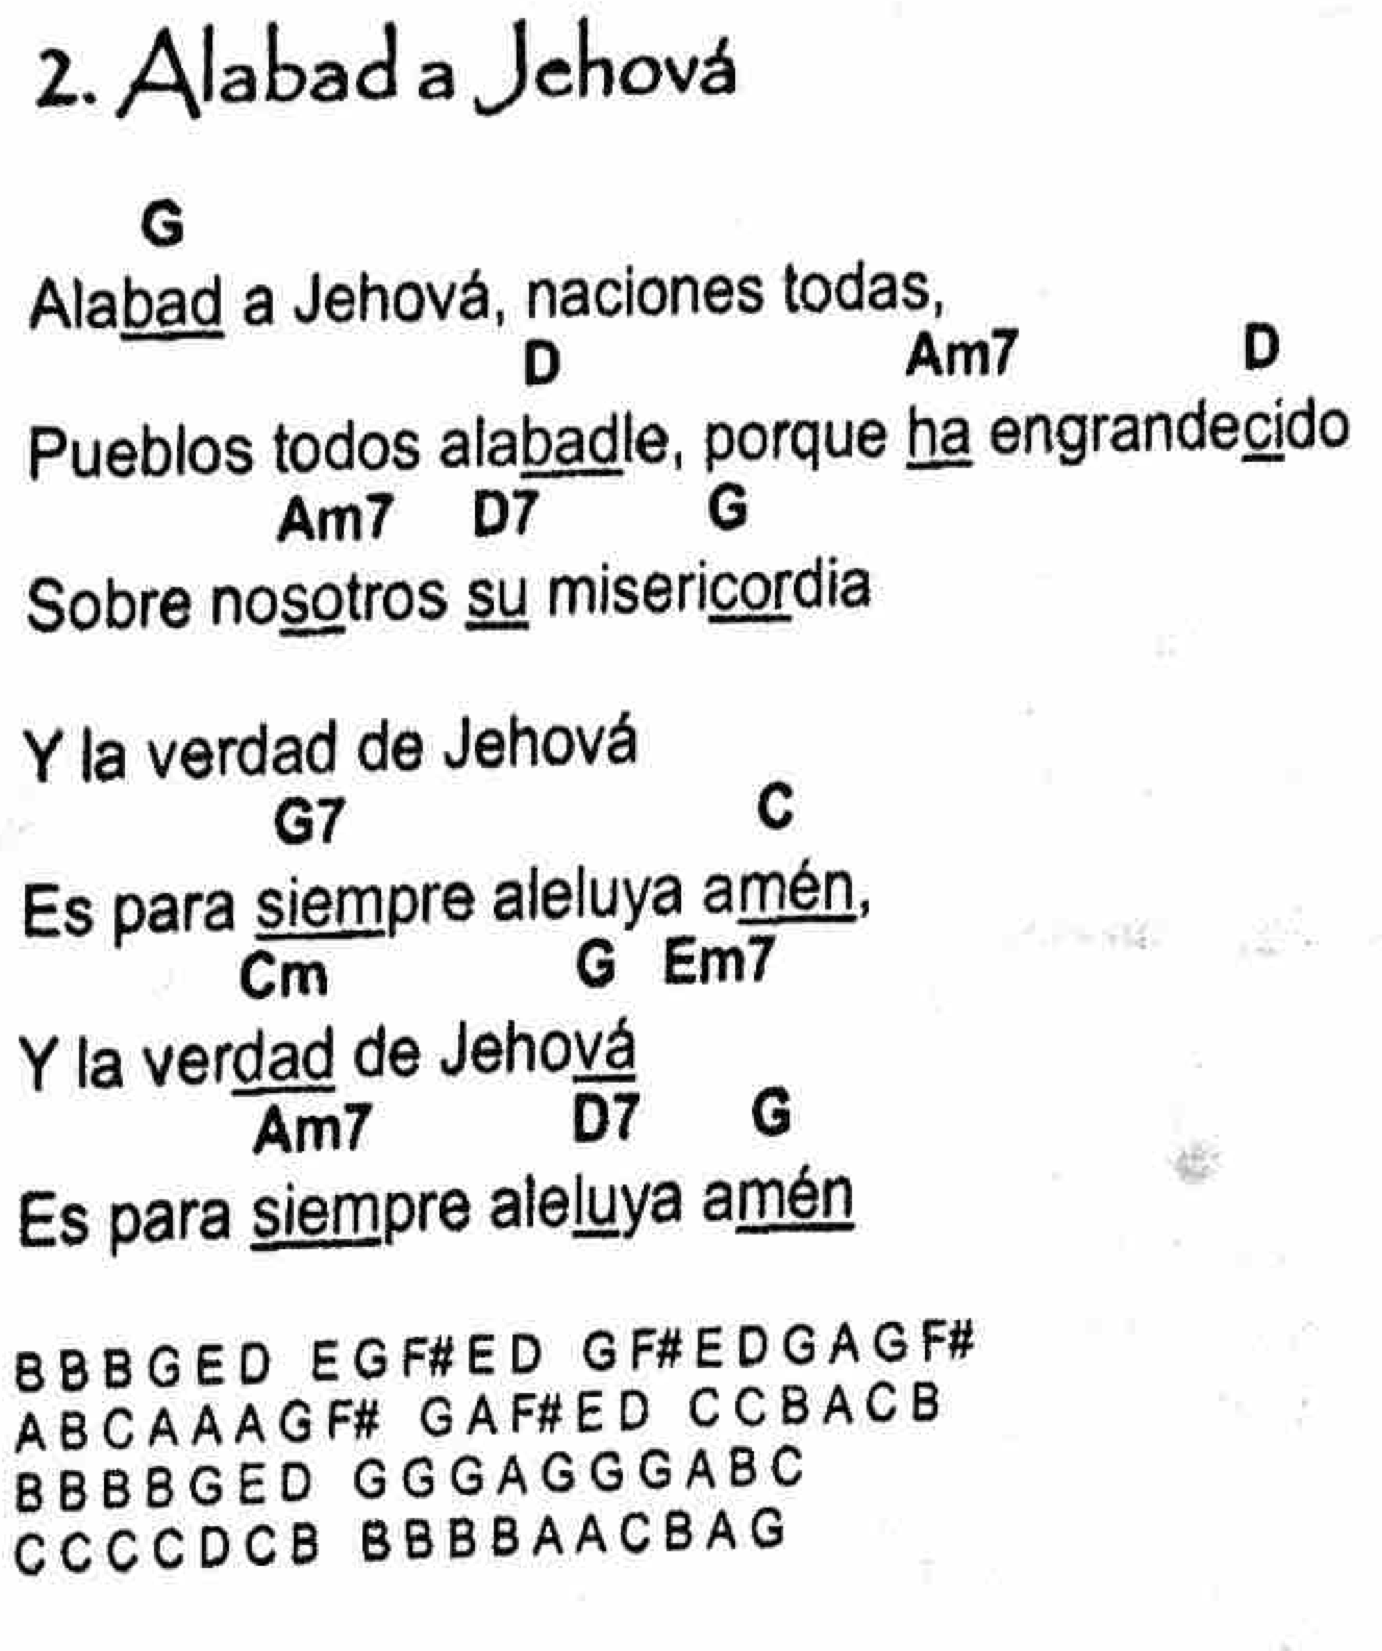 2. Alabad a Jehová
G
Alabad a Jehová, naciones todas,
D Am7 D
Pueblos todos alabadle, porque ha engrandecido
Am7 D7 G
Sobre nosotros su misericordia
Y la verdad de Jehová
G7 C
Es para siempre aleluya amén,
Cm G Em7
Y la verdad de Jehová
Am7 D7 G
Es para siempre aleluya amén
B B B G E D E G F# E D G F# E D G A G F#
A B C A A A A G F# G A F# E D C C B A C B
B B B B G E D G G G A G G G A B C
C C C C D C B B B B B A A C B A G